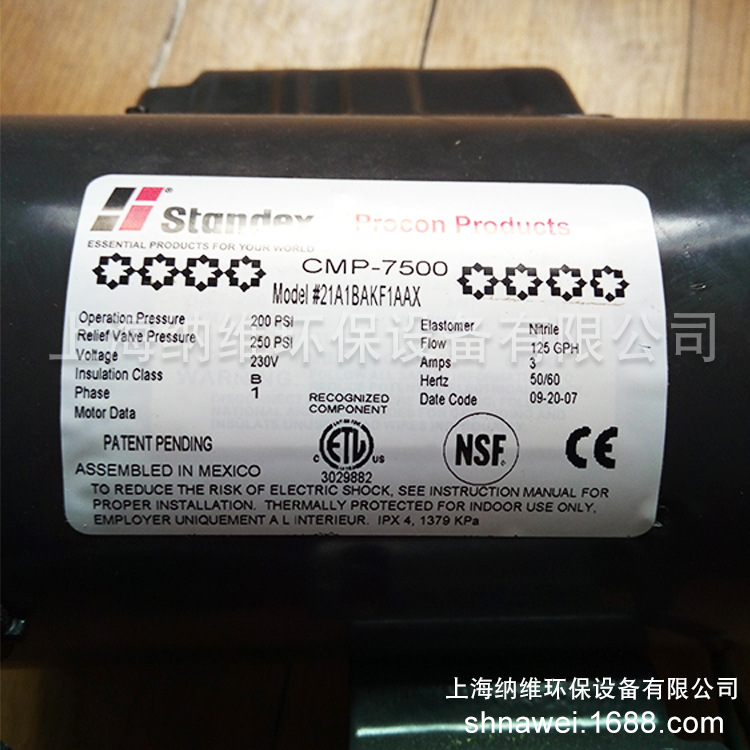 ® Standex Procon Products
ESSENTIAL PRODUCTS FOR YOUR WORLD
CMP-7500
Model #21A1BAKF1AAX
Operation Pressure 200 PSI Elastomer Nitrile
Relief Valve Pressure 250 PSI Flow 125 GPH
Voltage 230V Amps 3
Insulation Class B Hertz 50/60
Phase 1 Date Code 09-20-07
Motor Data
上海纳维环保设备有限公司
RECOGNIZED
COMPONENT
PATENT PENDING C ETL US NSF. CE
3029882
ASSEMBLED IN MEXICO
TO REDUCE THE RISK OF ELECTRIC SHOCK, SEE INSTRUCTION MANUAL FOR
PROPER INSTALLATION. THERMALLY PROTECTED FOR INDOOR USE ONLY,
EMPLOYER UNIQUEMENT A L INTERIEUR. IPX 4, 1379 KPa
上海纳维环保设备有限公司
shnawei.1688.com